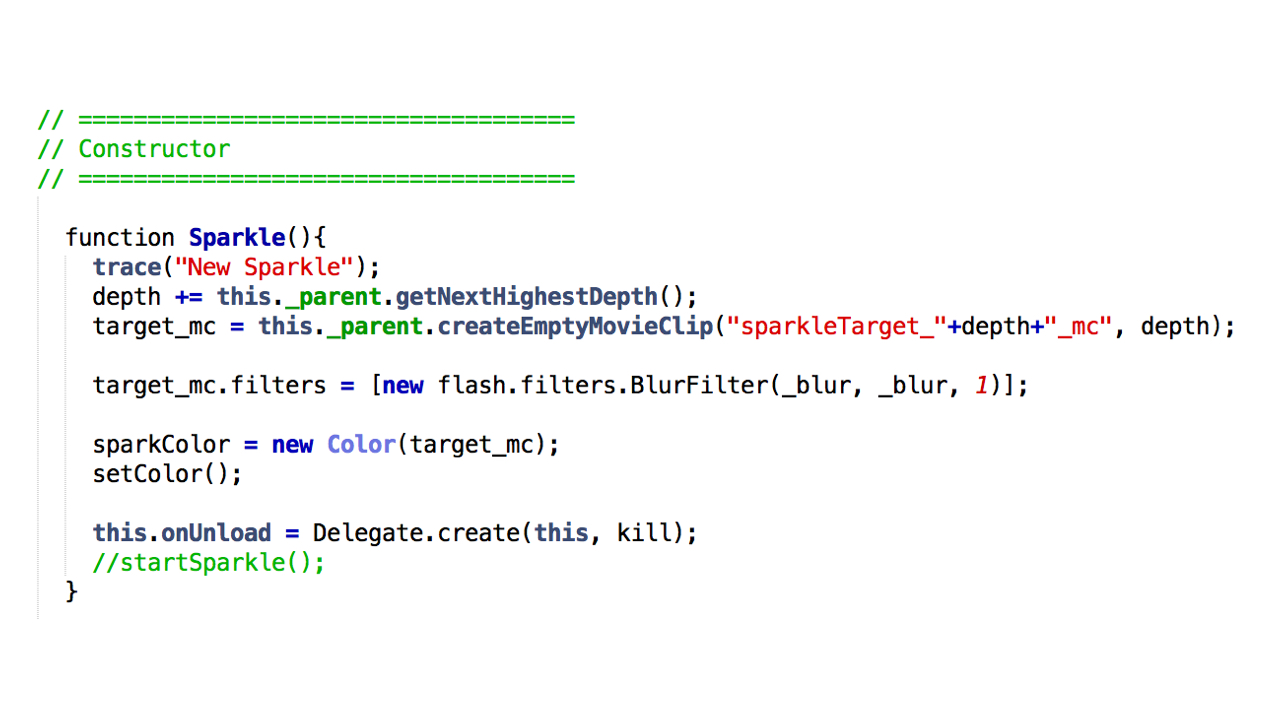 // ====================================
// Constructor
// ====================================
function Sparkle(){
trace("New Sparkle");
depth += this._parent.getNextHighestDepth();
target_mc = this._parent.createEmptyMovieClip("sparkleTarget_"+depth+"_mc", depth);
target_mc.filters = [new flash.filters.BlurFilter(_blur, _blur, 1)];
sparkColor = new Color(target_mc);
setColor();
this.onUnload = Delegate.create(this, kill);
//startSparkle();
}